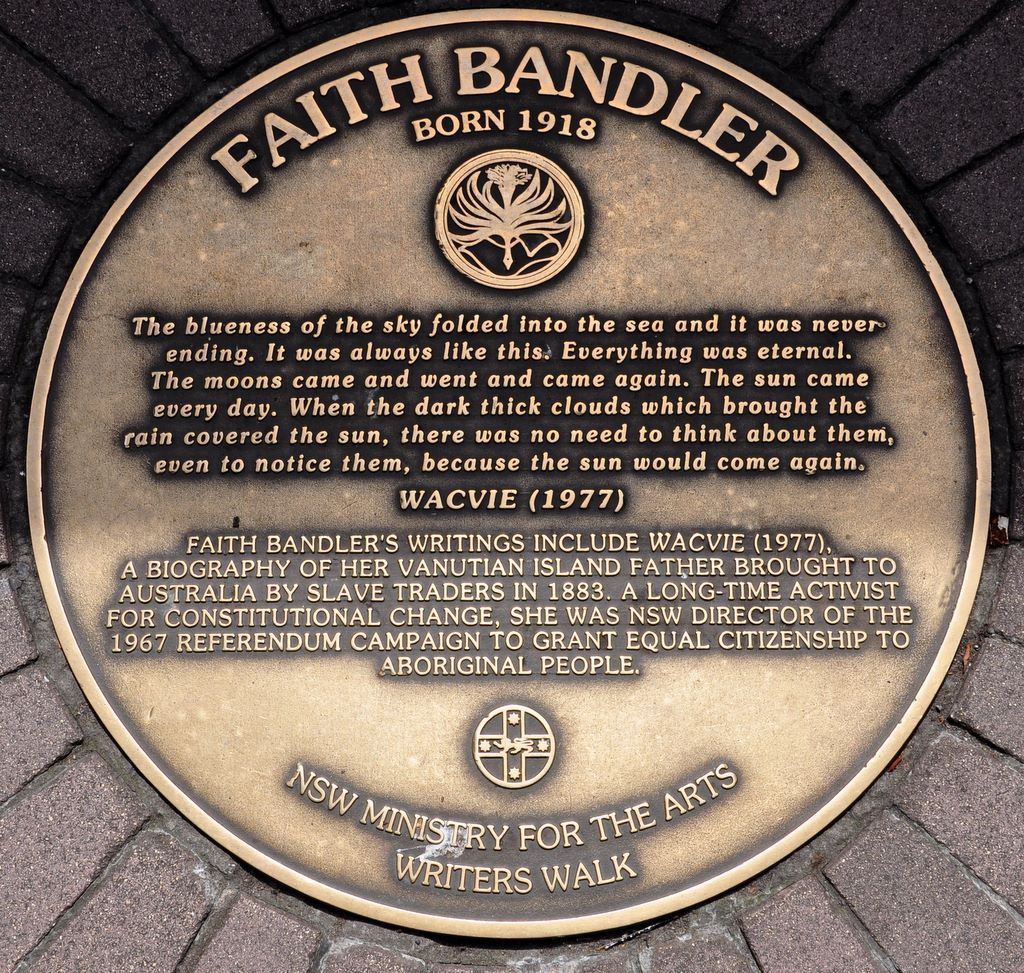 FAITH BANDLER
BORN 1918
The blueness of the sky folded into the sea and it was never
ending. It was always like this. Everything was eternal.
The moons came and went and came again. The sun came
every day. When the dark thick clouds which brought the
rain covered the sun, there was no need to think about them,
even to notice them, because the sun would come again.
WACVIE (1977)
FAITH BANDLER'S WRITINGS INCLUDE WACVIE (1977),
A BIOGRAPHY OF HER VANUTIAN ISLAND FATHER BROUGHT TO
AUSTRALIA BY SLAVE TRADERS IN 1883. A LONG-TIME ACTIVIST
FOR CONSTITUTIONAL CHANGE, SHE WAS NSW DIRECTOR OF THE
1967 REFERENDUM CAMPAIGN TO GRANT EQUAL CITIZENSHIP TO
ABORIGINAL PEOPLE.
NSW MINISTRY FOR THE ARTS
WRITERS WALK